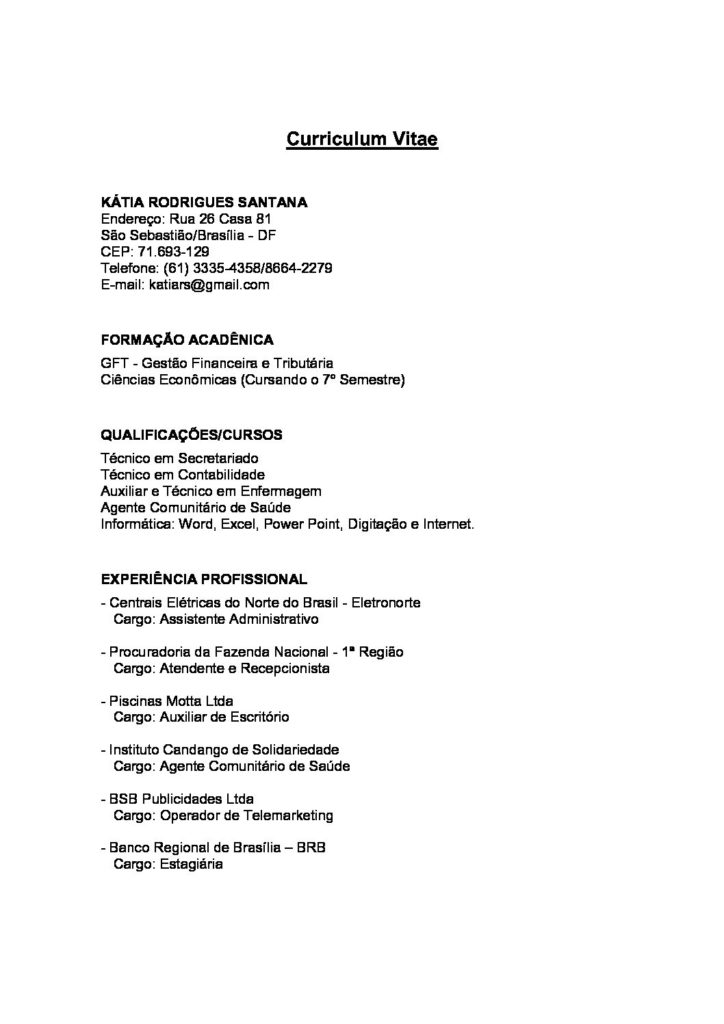 Curriculum Vitae
KÁTIA RODRIGUES SANTANA
Endereço: Rua 26 Casa 81
São Sebastião/Brasília - DF
CEP: 71.693-129
Telefone: (61) 3335-4358/8664-2279
E-mail: katiars@gmail.com
FORMAÇÃO ACADÊNICA
GFT - Gestão Financeira e Tributária
Ciências Econômicas (Cursando o 7º Semestre)
QUALIFICAÇÕES/CURSOS
Técnico em Secretariado
Técnico em Contabilidade
Auxiliar e Técnico em Enfermagem
Agente Comunitário de Saúde
Informática: Word, Excel, Power Point, Digitação e Internet.
EXPERIÊNCIA PROFISSIONAL
- Centrais Elétricas do Norte do Brasil - Eletronorte
Cargo: Assistente Administrativo
- Procuradoria da Fazenda Nacional - 1ª Região
Cargo: Atendente e Recepcionista
- Piscinas Motta Ltda
Cargo: Auxiliar de Escritório
- Instituto Candango de Solidariedade
Cargo: Agente Comunitário de Saúde
- BSB Publicidades Ltda
Cargo: Operador de Telemarketing
- Banco Regional de Brasília – BRB
Cargo: Estagiária